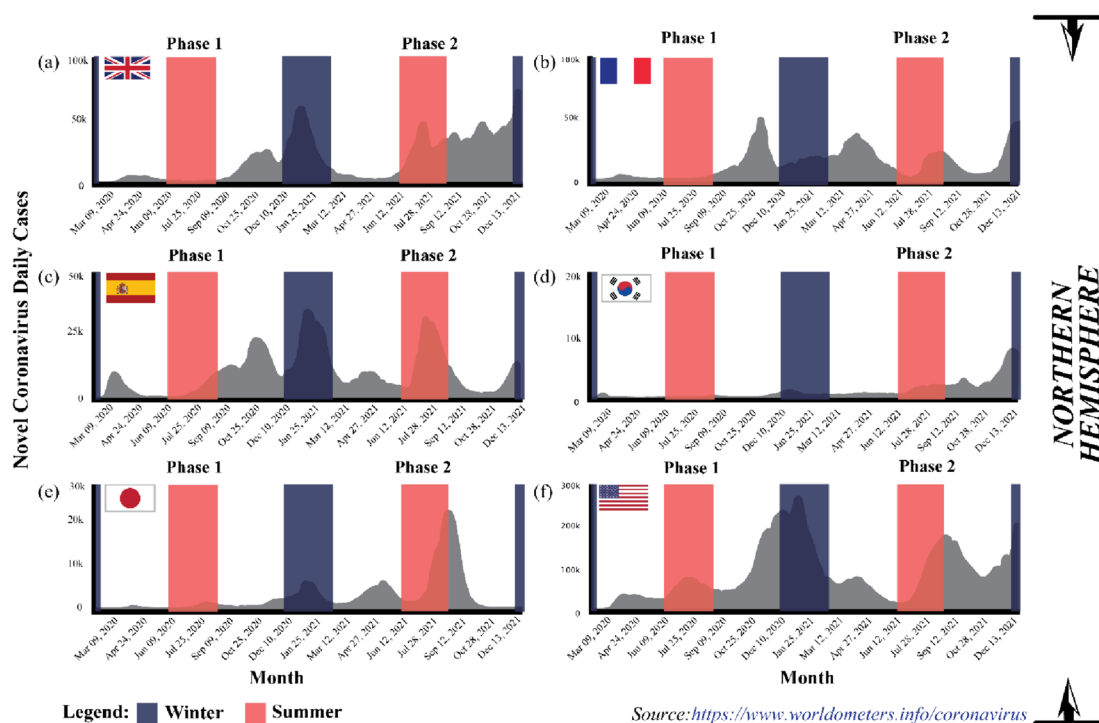 Novel Coronavirus Daily Cases
Phase 1 Phase 2
(a)
100k
50k
0
Mar 09, 2020 Apr 24, 2020 Jun 09, 2020 Jul 25, 2020 Sep 09, 2020 Oct 25, 2020 Dec 10, 2020 Jan 25, 2021 Mar 12, 2021 Apr 27, 2021 Jun 12, 2021 Jul 28, 2021 Sep 12, 2021 Oct 28, 2021 Dec 13, 2021
Phase 1 Phase 2
(b)
100k
50k
0
Mar 09, 2020 Apr 24, 2020 Jun 09, 2020 Jul 25, 2020 Sep 09, 2020 Oct 25, 2020 Dec 10, 2020 Jan 25, 2021 Mar 12, 2021 Apr 27, 2021 Jun 12, 2021 Jul 28, 2021 Sep 12, 2021 Oct 28, 2021 Dec 13, 2021
Phase 1 Phase 2
(c)
50k
25k
0
Mar 09, 2020 Apr 24, 2020 Jun 09, 2020 Jul 25, 2020 Sep 09, 2020 Oct 25, 2020 Dec 10, 2020 Jan 25, 2021 Mar 12, 2021 Apr 27, 2021 Jun 12, 2021 Jul 28, 2021 Sep 12, 2021 Oct 28, 2021 Dec 13, 2021
Phase 1 Phase 2
(d)
20k
10k
0
Mar 09, 2020 Apr 24, 2020 Jun 09, 2020 Jul 25, 2020 Sep 09, 2020 Oct 25, 2020 Dec 10, 2020 Jan 25, 2021 Mar 12, 2021 Apr 27, 2021 Jun 12, 2021 Jul 28, 2021 Sep 12, 2021 Oct 28, 2021 Dec 13, 2021
Phase 1 Phase 2
(e)
30k
20k
10k
0
Mar 09, 2020 Apr 24, 2020 Jun 09, 2020 Jul 25, 2020 Sep 09, 2020 Oct 25, 2020 Dec 10, 2020 Jan 25, 2021 Mar 12, 2021 Apr 27, 2021 Jun 12, 2021 Jul 28, 2021 Sep 12, 2021 Oct 28, 2021 Dec 13, 2021
Month
Phase 1 Phase 2
(f)
300k
200k
100k
0
Mar 09, 2020 Apr 24, 2020 Jun 09, 2020 Jul 25, 2020 Sep 09, 2020 Oct 25, 2020 Dec 10, 2020 Jan 25, 2021 Mar 12, 2021 Apr 27, 2021 Jun 12, 2021 Jul 28, 2021 Sep 12, 2021 Oct 28, 2021 Dec 13, 2021
Month
NORTHERN
HEMISPHERE
Legend: Winter Summer
Source:https://www.worldometers.info/coronavirus